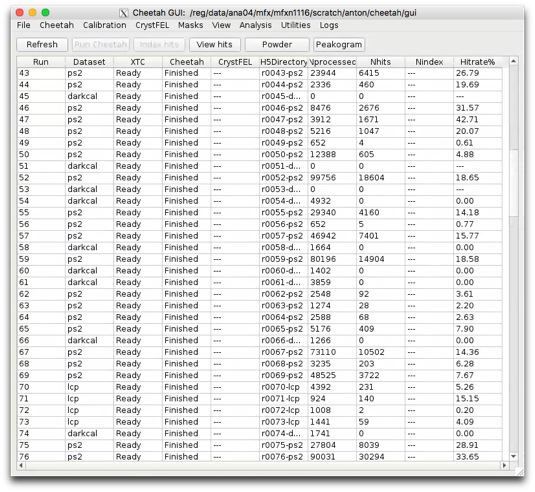 Cheetah GUI: /reg/data/ana04/mfx/mfxn1116/scratch/anton/cheetah/gui
File Cheetah Calibration CrystFEL Masks View Analysis Utilities Logs
Refresh Run Cheetah Index hits View hits Powder Peakogram
Run Dataset XTC Cheetah CrystFEL H5Directory Nprocessed Nhits Nindex Hitrate%
43 ps2 Ready Finished --- r0043-ps2 23944 6415 --- 26.79
44 ps2 Ready Finished --- r0044-ps2 2336 460 --- 19.69
45 darkcal Ready Finished --- r0045-d... 0 0 --- ---
46 ps2 Ready Finished --- r0046-ps2 8476 2676 --- 31.57
47 ps2 Ready Finished --- r0047-ps2 3912 1671 --- 42.71
48 ps2 Ready Finished --- r0048-ps2 5216 1047 --- 20.07
49 ps2 Ready Finished --- r0049-ps2 652 4 --- 0.61
50 ps2 Ready Finished --- r0050-ps2 12388 605 --- 4.88
51 darkcal Ready Finished --- r0051-d... 0 0 --- ---
52 ps2 Ready Finished --- r0052-ps2 99756 18604 --- 18.65
53 darkcal Ready Finished --- r0053-d... 0 0 --- ---
54 darkcal Ready Finished --- r0054-d... 4932 0 --- 0.00
55 ps2 Ready Finished --- r0055-ps2 29340 4160 --- 14.18
56 ps2 Ready Finished --- r0056-ps2 652 5 --- 0.77
57 ps2 Ready Finished --- r0057-ps2 46942 7401 --- 15.77
58 darkcal Ready Finished --- r0058-d... 1664 0 --- 0.00
59 ps2 Ready Finished --- r0059-ps2 80196 14904 --- 18.58
60 darkcal Ready Finished --- r0060-d... 1402 0 --- 0.00
61 darkcal Ready Finished --- r0061-d... 3859 0 --- 0.00
62 ps2 Ready Finished --- r0062-ps2 2548 92 --- 3.61
63 ps2 Ready Finished --- r0063-ps2 1274 28 --- 2.20
64 ps2 Ready Finished --- r0064-ps2 2588 68 --- 2.63
65 ps2 Ready Finished --- r0065-ps2 5176 409 --- 7.90
66 darkcal Ready Finished --- r0066-d... 1266 0 --- 0.00
67 ps2 Ready Finished --- r0067-ps2 73110 10502 --- 14.36
68 ps2 Ready Finished --- r0068-ps2 3235 203 --- 6.28
69 ps2 Ready Finished --- r0069-ps2 48525 3722 --- 7.67
70 lcp Ready Finished --- r0070-lcp 4392 231 --- 5.26
71 lcp Ready Finished --- r0071-lcp 924 140 --- 15.15
72 lcp Ready Finished --- r0072-lcp 1008 2 --- 0.20
73 lcp Ready Finished --- r0073-lcp 1441 59 --- 4.09
74 darkcal Ready Finished --- r0074-d... 1741 0 --- 0.00
75 ps2 Ready Finished --- r0075-ps2 27804 8039 --- 28.91
76 ps2 Ready Finished --- r0076-ps2 90031 30294 --- 33.65